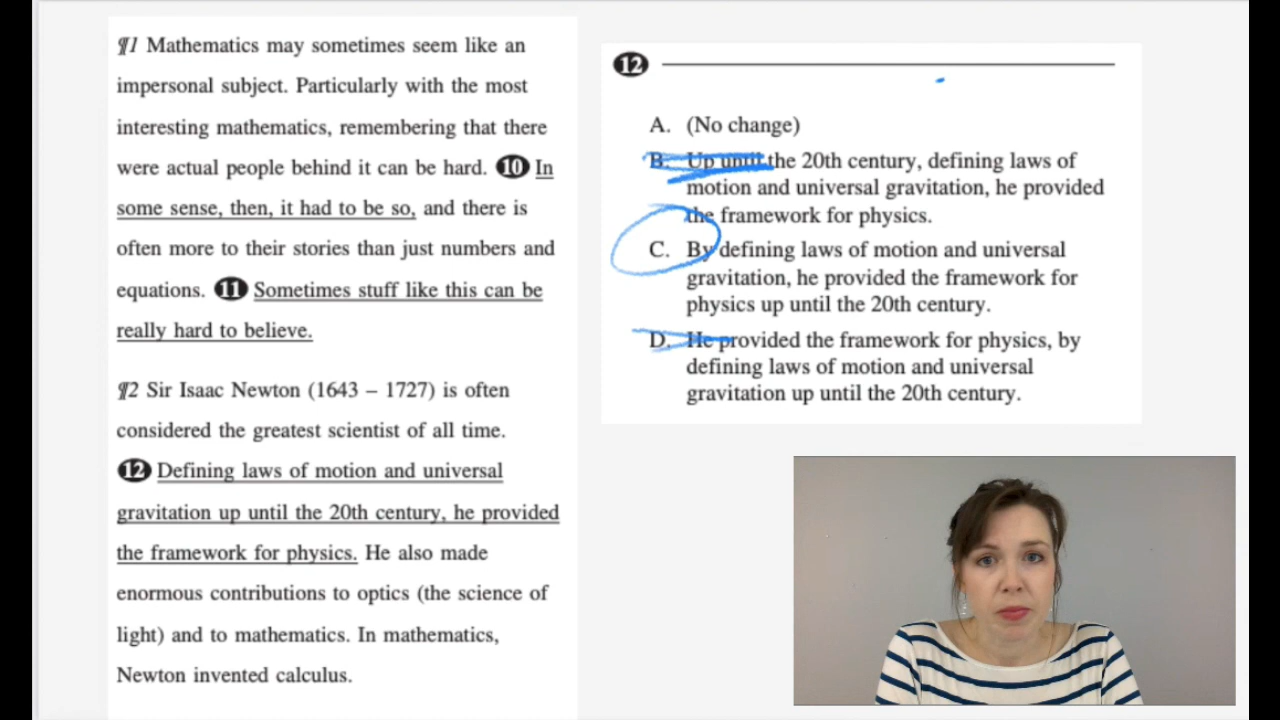 ¶1 Mathematics may sometimes seem like an
impersonal subject. Particularly with the most
interesting mathematics, remembering that there
were actual people behind it can be hard. 10 In
some sense, then, it had to be so, and there is
often more to their stories than just numbers and
equations. 11 Sometimes stuff like this can be
really hard to believe.
¶2 Sir Isaac Newton (1643 – 1727) is often
considered the greatest scientist of all time.
12 Defining laws of motion and universal
gravitation up until the 20th century, he provided
the framework for physics. He also made
enormous contributions to optics (the science of
light) and to mathematics. In mathematics,
Newton invented calculus.
12
A. (No change)
B. Up until the 20th century, defining laws of
motion and universal gravitation, he provided
the framework for physics.
C. By defining laws of motion and universal
gravitation, he provided the framework for
physics up until the 20th century.
D. He provided the framework for physics, by
defining laws of motion and universal
gravitation up until the 20th century.